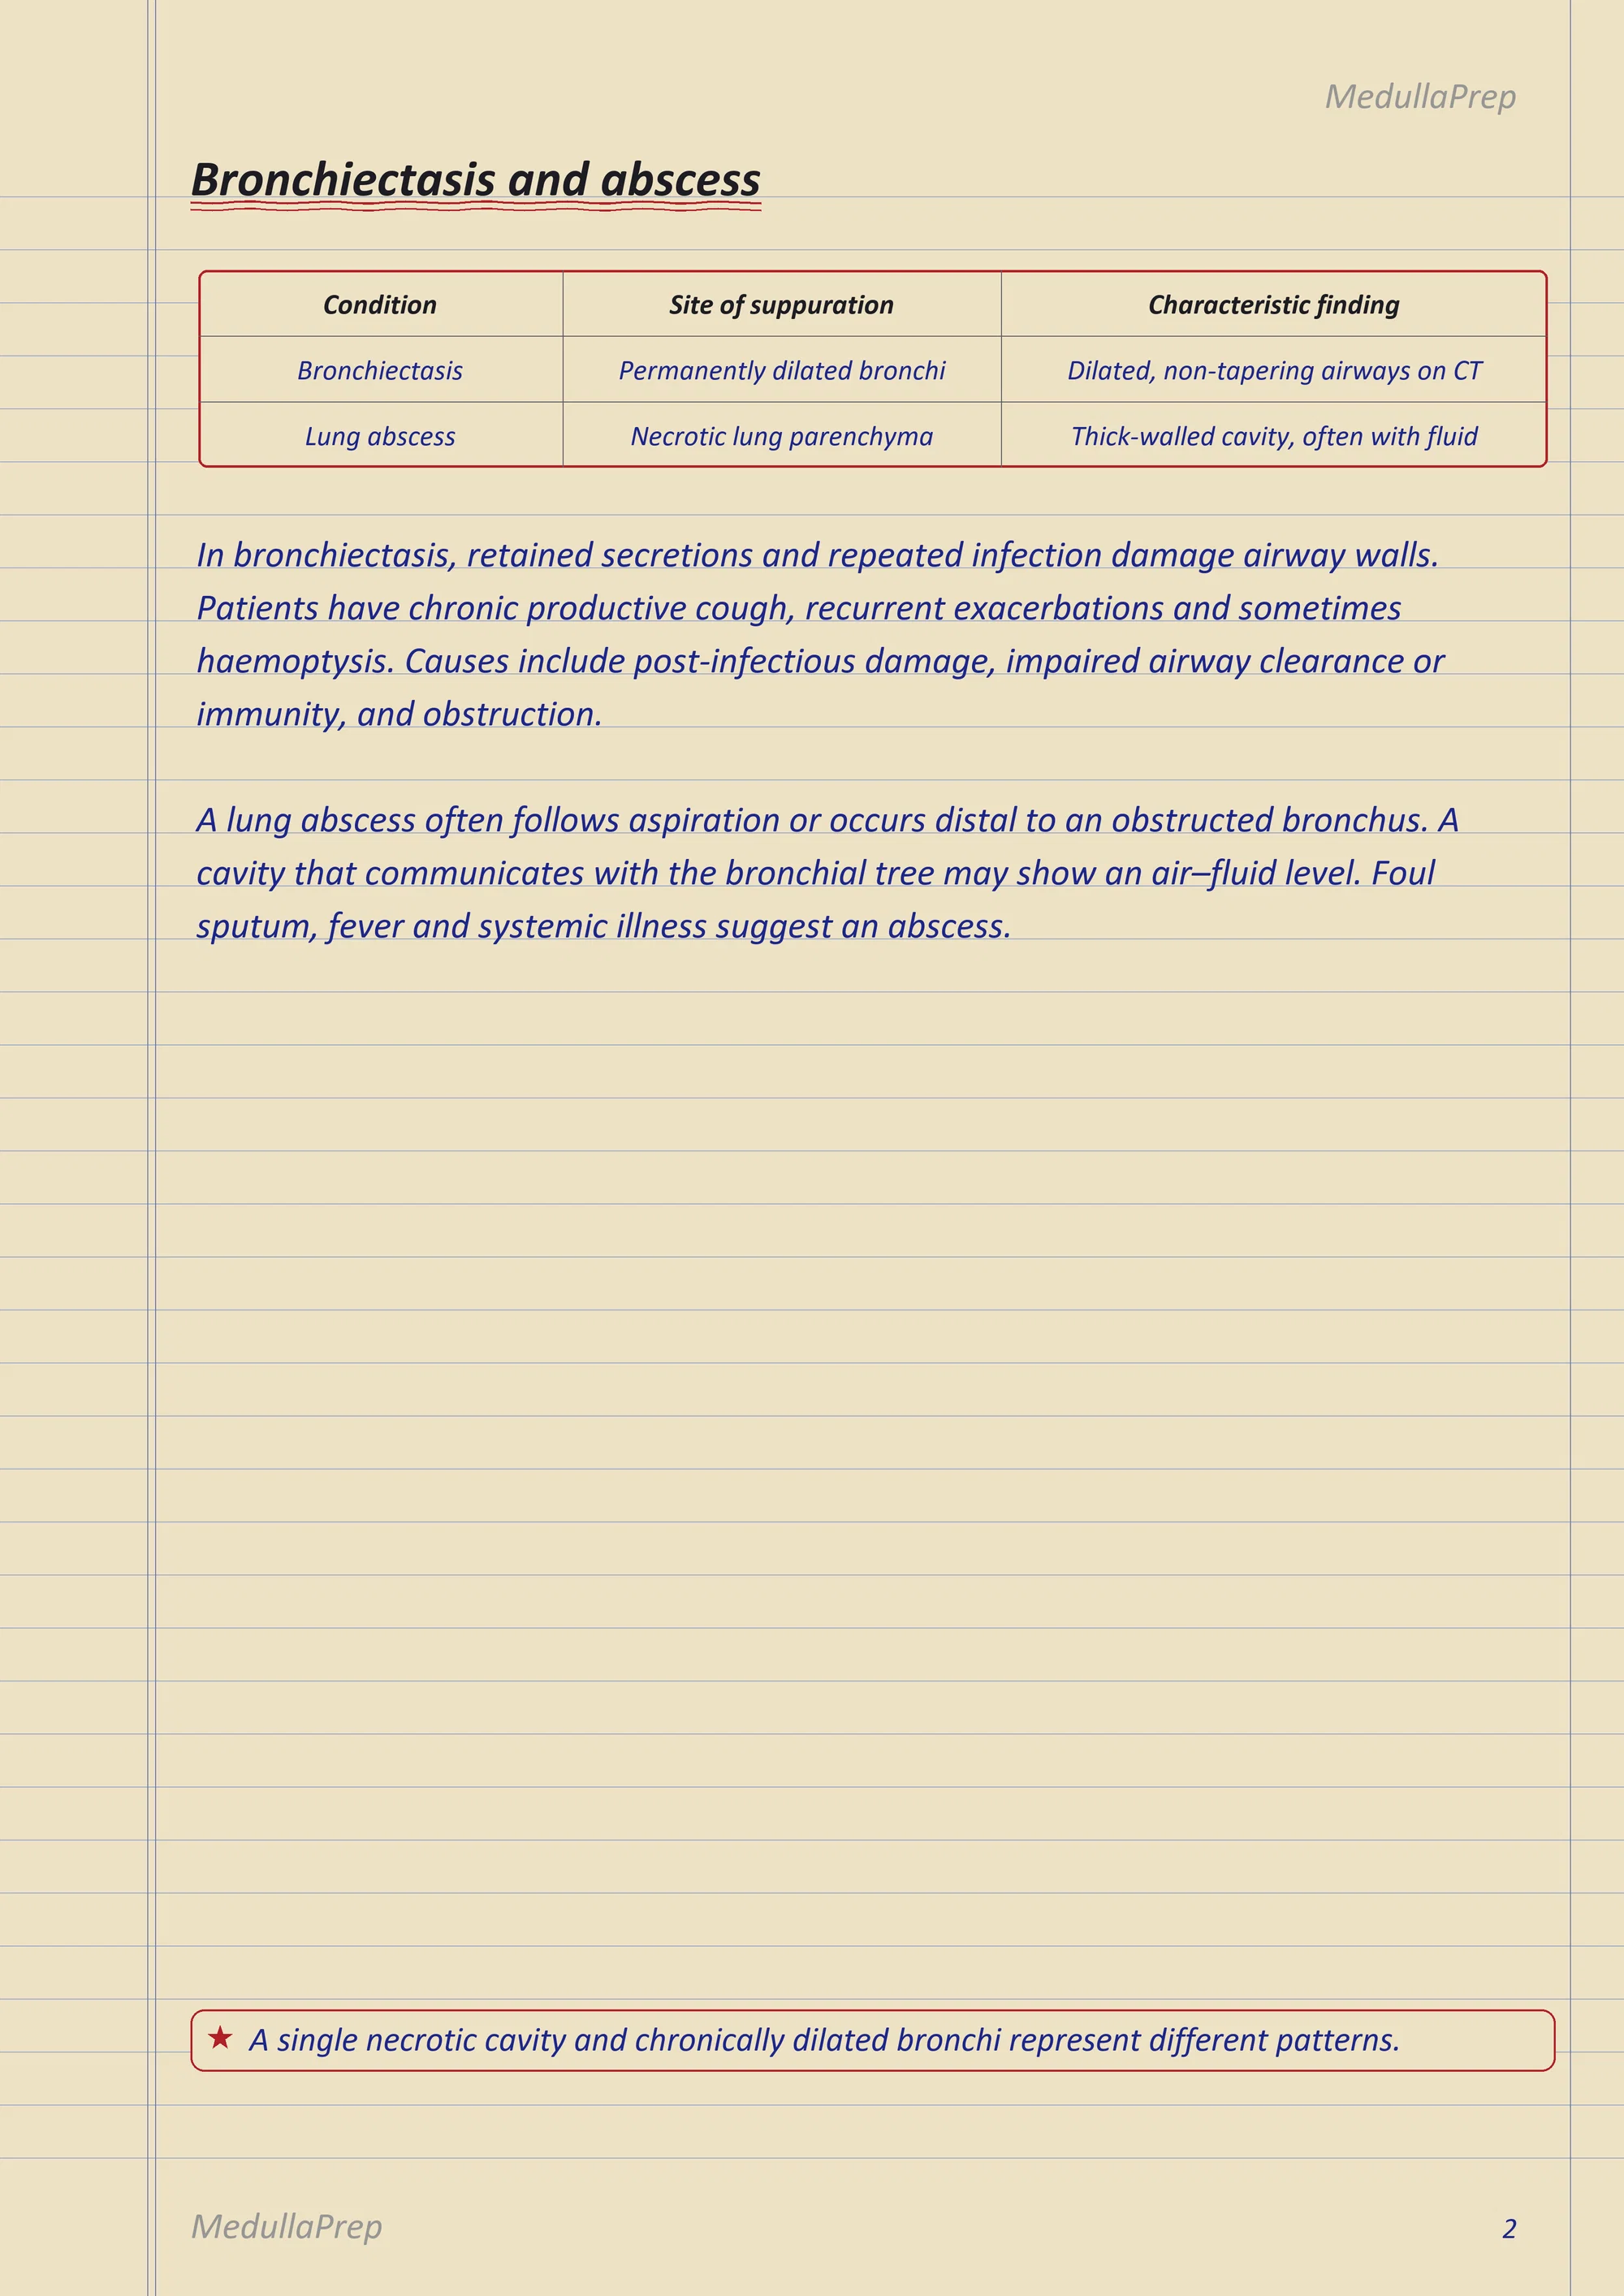 MedullaPrep
Bronchiectasis and abscess
Condition Site of suppuration Characteristic finding
Bronchiectasis Permanently dilated bronchi Dilated, non-tapering airways on CT
Lung abscess Necrotic lung parenchyma Thick-walled cavity, often with fluid
In bronchiectasis, retained secretions and repeated infection damage airway walls.
Patients have chronic productive cough, recurrent exacerbations and sometimes
haemoptysis. Causes include post-infectious damage, impaired airway clearance or
immunity, and obstruction.
A lung abscess often follows aspiration or occurs distal to an obstructed bronchus. A
cavity that communicates with the bronchial tree may show an air–fluid level. Foul
sputum, fever and systemic illness suggest an abscess.
★ A single necrotic cavity and chronically dilated bronchi represent different patterns.
MedullaPrep 2